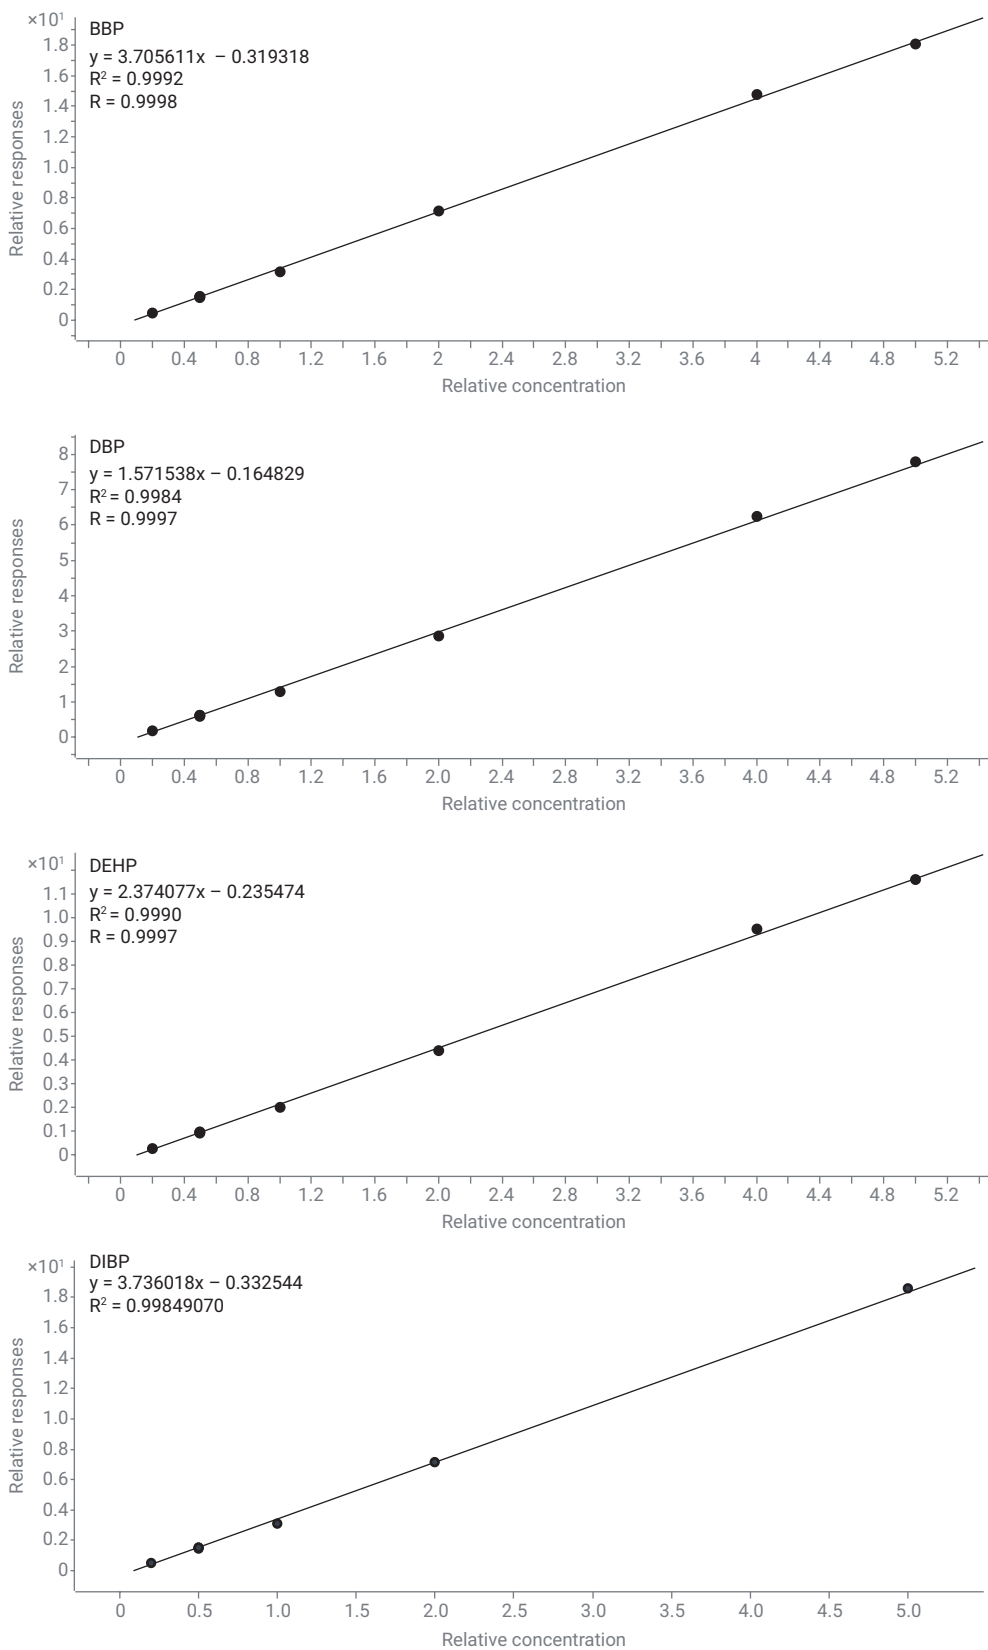 ×10¹
BBP
y = 3.705611x – 0.319318
R² = 0.9992
R = 0.9998
1.8
1.6
1.4
1.2
1.0
0.8
0.6
0.4
0.2
0
Relative responses
0 0.4 0.8 1.2 1.6 2 2.4 2.8 3.2 3.6 4 4.4 4.8 5.2
Relative concentration
DBP
y = 1.571538x – 0.164829
R² = 0.9984
R = 0.9997
8
7
6
5
4
3
2
1
0
Relative responses
0 0.4 0.8 1.2 1.6 2.0 2.4 2.8 3.2 3.6 4.0 4.4 4.8 5.2
Relative concentration
×10¹
DEHP
y = 2.374077x – 0.235474
R² = 0.9990
R = 0.9997
1.1
1.0
0.9
0.8
0.7
0.6
0.5
0.4
0.3
0.2
0.1
0
Relative responses
0 0.4 0.8 1.2 1.6 2.0 2.4 2.8 3.2 3.6 4.0 4.4 4.8 5.2
Relative concentration
×10¹
DIBP
y = 3.736018x – 0.332544
R² = 0.99849070
1.8
1.6
1.4
1.2
1.0
0.8
0.6
0.4
0.2
0
Relative responses
0 0.5 1.0 1.5 2.0 2.5 3.0 3.5 4.0 4.5 5.0
Relative concentration